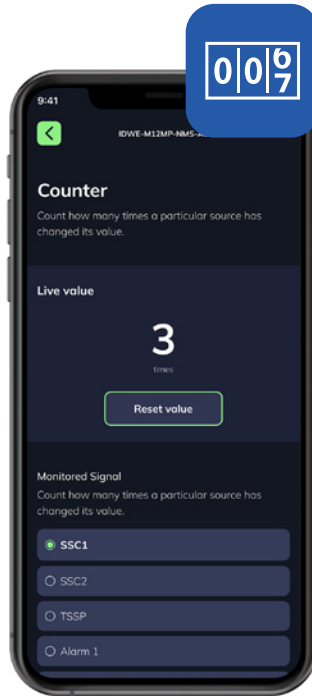 0 0 6
7
9:41
IDWE-M12MP-NMS-A
Counter
Count how many times a particular source has
changed its value.
Live value
3
times
Reset value
Monitored Signal
Count how many times a particular source has
changed its value.
SSC1
SSC2
TSSP
Alarm 1